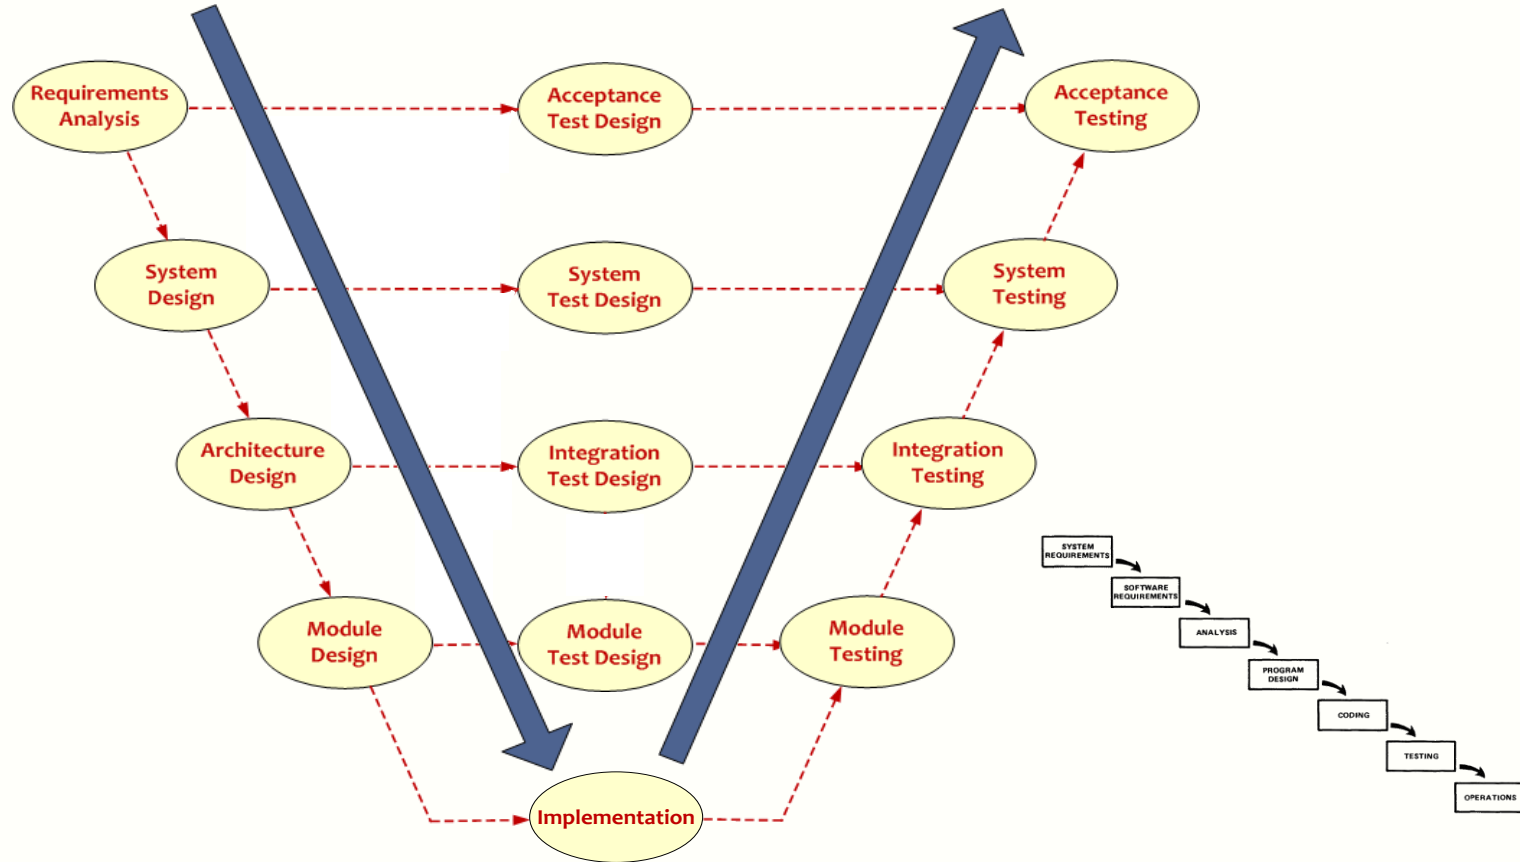 Requirements
Analysis
Acceptance
Test Design
Acceptance
Testing
System
Design
System
Test Design
System
Testing
Architecture
Design
Integration
Test Design
Integration
Testing
Module
Design
Module
Test Design
Module
Testing
Implementation
SYSTEM
REQUIREMENTS
SOFTWARE
REQUIREMENTS
ANALYSIS
PROGRAM
DESIGN
CODING
TESTING
OPERATIONS